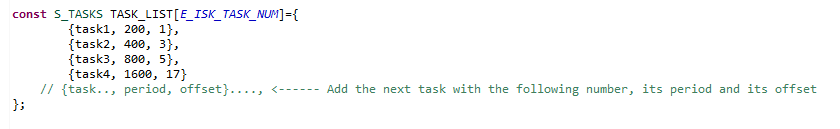 const S_TASKS TASK_LIST[E_ISK_TASK_NUM]={
{task1, 200, 1},
{task2, 400, 3},
{task3, 800, 5},
{task4, 1600, 17}
// {task.., period, offset}...., <------ Add the next task with the following number, its period and its offset
};